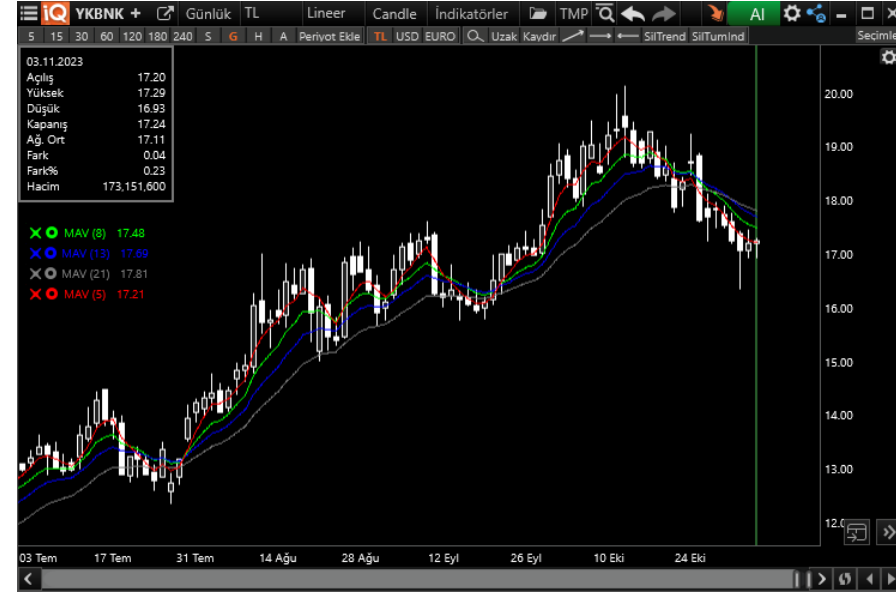 iQ YKBNK + Günlük TL Lineer Candle İndikatörler TMP AI
5 15 30 60 120 180 240 S G H A Periyot Ekle TL USD EURO Uzak Kaydır SilTrend SilTumInd Seçimle
03.11.2023
Açılış 17.20
Yüksek 17.29
Düşük 16.93
Kapanış 17.24
Ağ. Ort 17.11
Fark 0.04
Fark% 0.23
Hacim 173,151,600
MAV (8) 17.48
MAV (13) 17.69
MAV (21) 17.81
MAV (5) 17.21
20.00
19.00
18.00
17.00
16.00
15.00
14.00
13.00
12.0
03 Tem 17 Tem 31 Tem 14 Ağu 28 Ağu 12 Eyl 26 Eyl 10 Eki 24 Eki